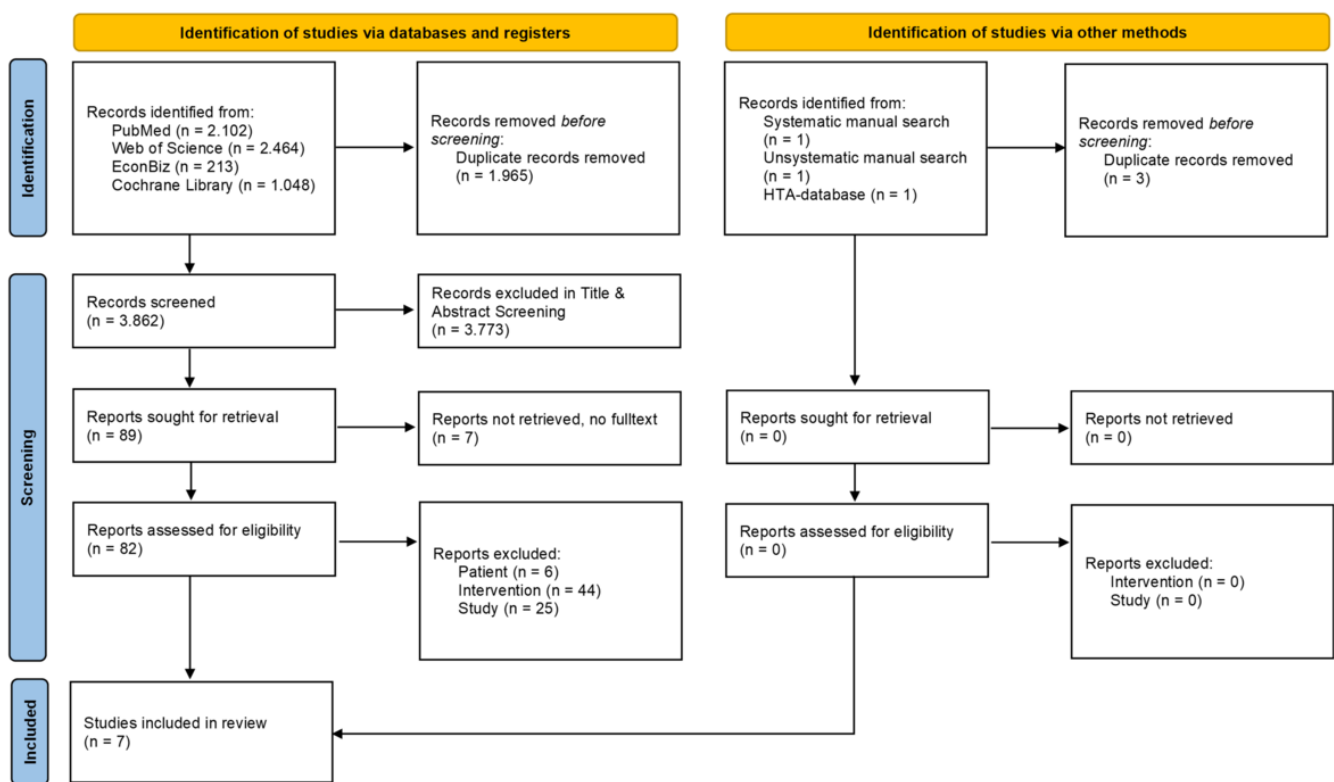 Identification of studies via databases and registers
Identification of studies via other methods
Identification
Records identified from:
PubMed (n = 2.102)
Web of Science (n = 2.464)
EconBiz (n = 213)
Cochrane Library (n = 1.048)
Records removed before
screening:
Duplicate records removed
(n = 1.965)
Records identified from:
Systematic manual search
(n = 1)
Unsystematic manual search
(n = 1)
HTA-database (n = 1)
Records removed before
screening:
Duplicate records removed
(n = 3)
Screening
Records screened
(n = 3.862)
Records excluded in Title &
Abstract Screening
(n = 3.773)
Reports sought for retrieval
(n = 89)
Reports not retrieved, no fulltext
(n = 7)
Reports sought for retrieval
(n = 0)
Reports not retrieved
(n = 0)
Reports assessed for eligibility
(n = 82)
Reports excluded:
Patient (n = 6)
Intervention (n = 44)
Study (n = 25)
Reports assessed for eligibility
(n = 0)
Reports excluded:
Intervention (n = 0)
Study (n = 0)
Included
Studies included in review
(n = 7)